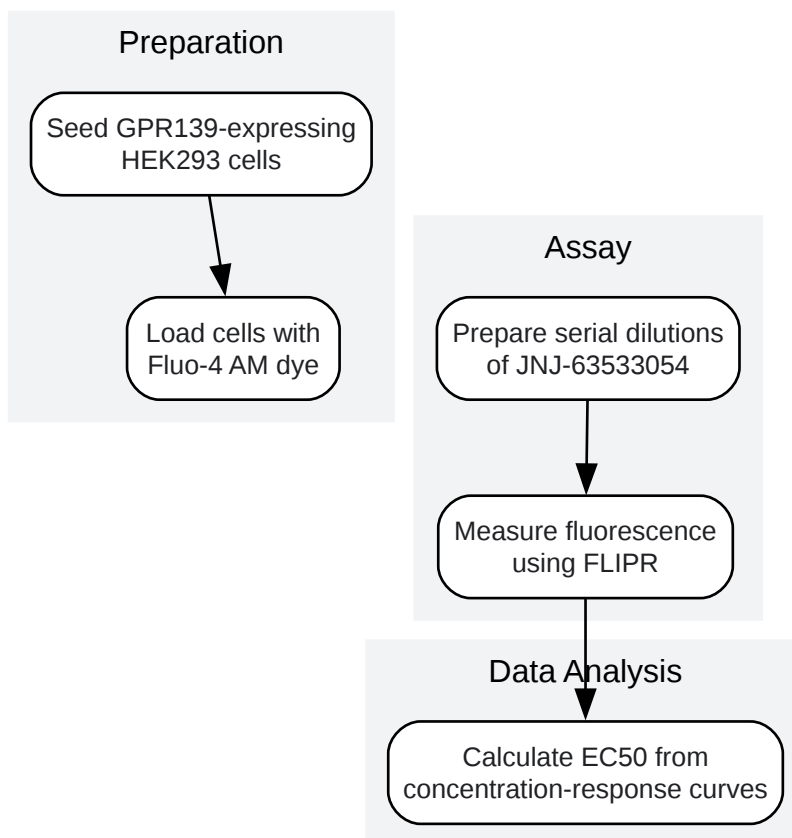 Preparation
Seed GPR139-expressing
HEK293 cells
Load cells with
Fluo-4 AM dye
Assay
Prepare serial dilutions
of JNJ-63533054
Measure fluorescence
using FLIPR
Data Analysis
Calculate EC50 from
concentration-response curves